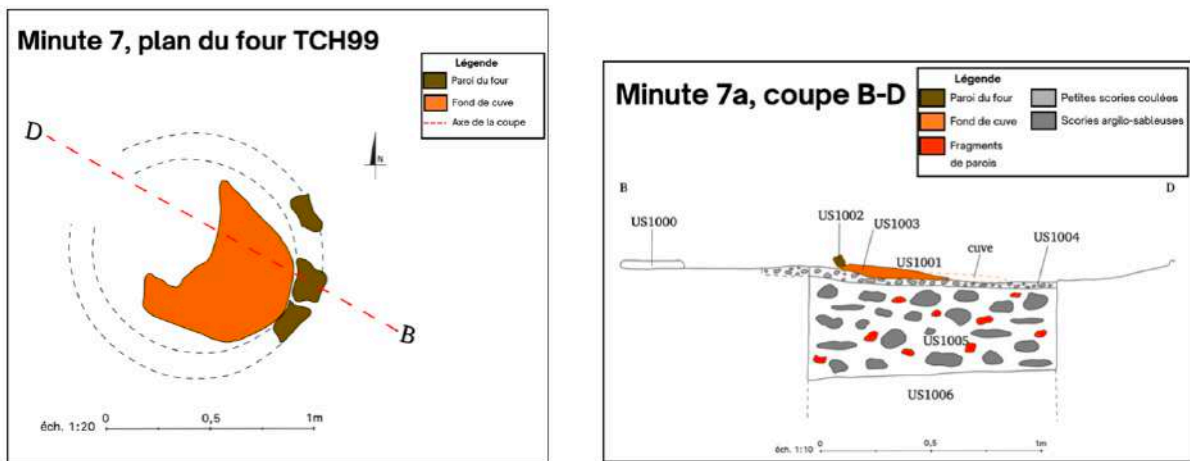 Minute 7, plan du four TCH99
Légende
Paroi du four
Fond de cuve
Axe de la coupe
D
N
B
éch. 1:20
0
0,5
1m
Minute 7a, coupe B-D
Légende
Paroi du four
Fond de cuve
Fragments
de parois
Petites scories coulées
Scories argilo-sableuses
B
D
US1000
US1002
US1003
US1001
cuve
US1004
US1005
US1006
éch. 1:10
0
0,5
1m